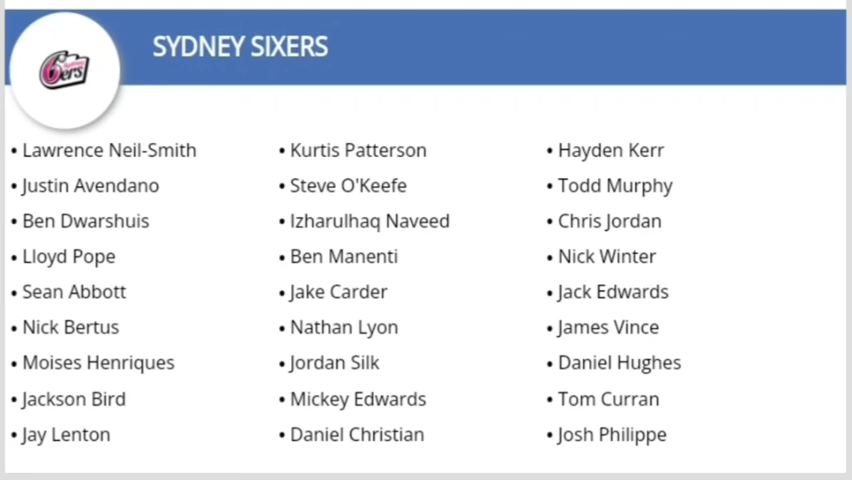 SYDNEY SIXERS
6ers
• Lawrence Neil-Smith • Kurtis Patterson • Hayden Kerr
• Justin Avendano • Steve O'Keefe • Todd Murphy
• Ben Dwarshuis • Izharulhaq Naveed • Chris Jordan
• Lloyd Pope • Ben Manenti • Nick Winter
• Sean Abbott • Jake Carder • Jack Edwards
• Nick Bertus • Nathan Lyon • James Vince
• Moises Henriques • Jordan Silk • Daniel Hughes
• Jackson Bird • Mickey Edwards • Tom Curran
• Jay Lenton • Daniel Christian • Josh Philippe